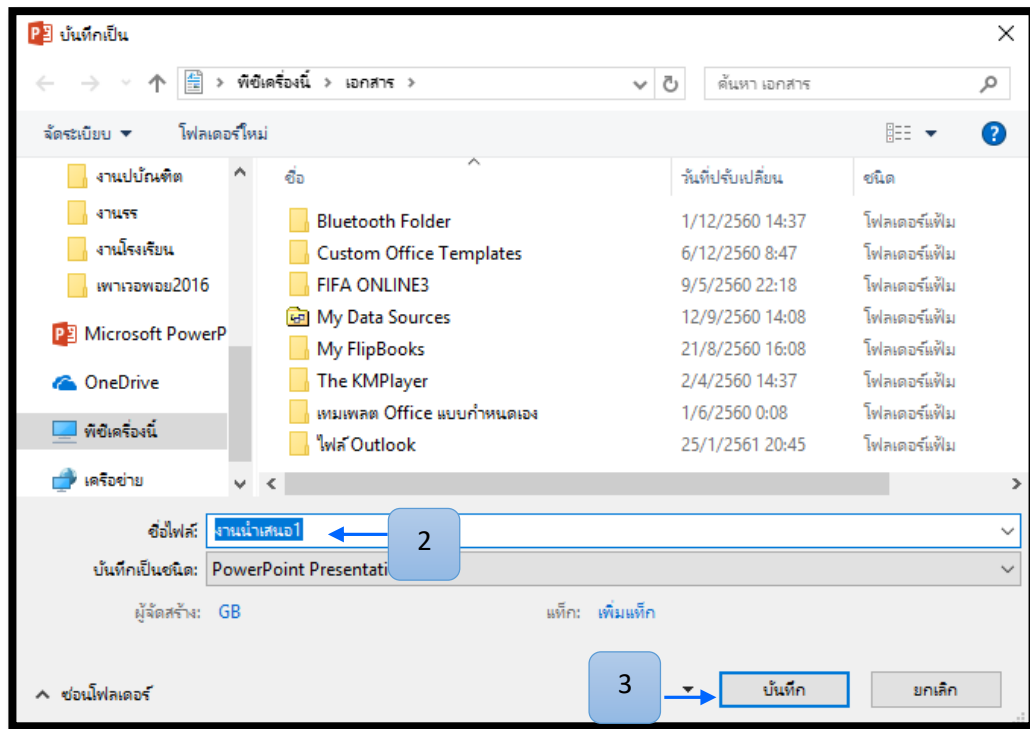 บันทึกเป็น
พีซีเครื่องนี้ > เอกสาร >
ค้นหา เอกสาร
จัดระเบียบ
โฟลเดอร์ใหม่
งานปบัณฑิต
งานรร
งานโรงเรียน
เพาเวอพอย2016
Microsoft PowerP
OneDrive
พีซีเครื่องนี้
เครือข่าย
ชื่อ วันที่ปรับเปลี่ยน ชนิด
Bluetooth Folder 1/12/2560 14:37 โฟลเดอร์แฟ้ม
Custom Office Templates 6/12/2560 8:47 โฟลเดอร์แฟ้ม
FIFA ONLINE3 9/5/2560 22:18 โฟลเดอร์แฟ้ม
My Data Sources 12/9/2560 14:08 โฟลเดอร์แฟ้ม
My FlipBooks 21/8/2560 16:08 โฟลเดอร์แฟ้ม
The KMPlayer 2/4/2560 14:37 โฟลเดอร์แฟ้ม
เทมเพลต Office แบบกำหนดเอง 1/6/2560 0:08 โฟลเดอร์แฟ้ม
ไฟล์ Outlook 25/1/2561 20:45 โฟลเดอร์แฟ้ม
ชื่อไฟล์: งานนำเสนอ1
2
บันทึกเป็นชนิด: PowerPoint Presentati
ผู้จัดสร้าง: GB แท็ก: เพิ่มแท็ก
ซ่อนโฟลเดอร์
3
บันทึก
ยกเลิก